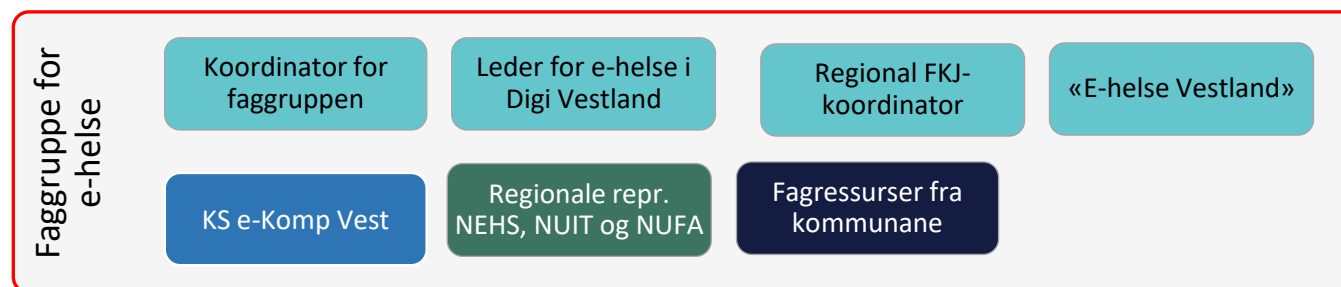 Faggruppe for
e-helse
Koordinator for
faggruppen
Leder for e-helse i
Digi Vestland
Regional FKJ-
koordinator
«E-helse Vestland»
KS e-Komp Vest
Regionale repr.
NEHS, NUIT og NUFA
Fagressurser fra
kommunane